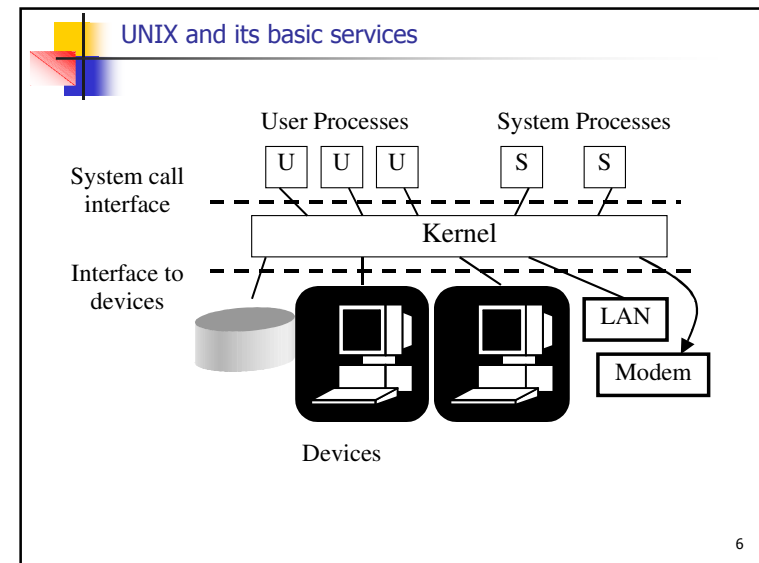 UNIX and its basic services
User Processes
System Processes
U
U
U
S
S
System call
interface
Kernel
Interface to
devices
LAN
Modem
Devices
6